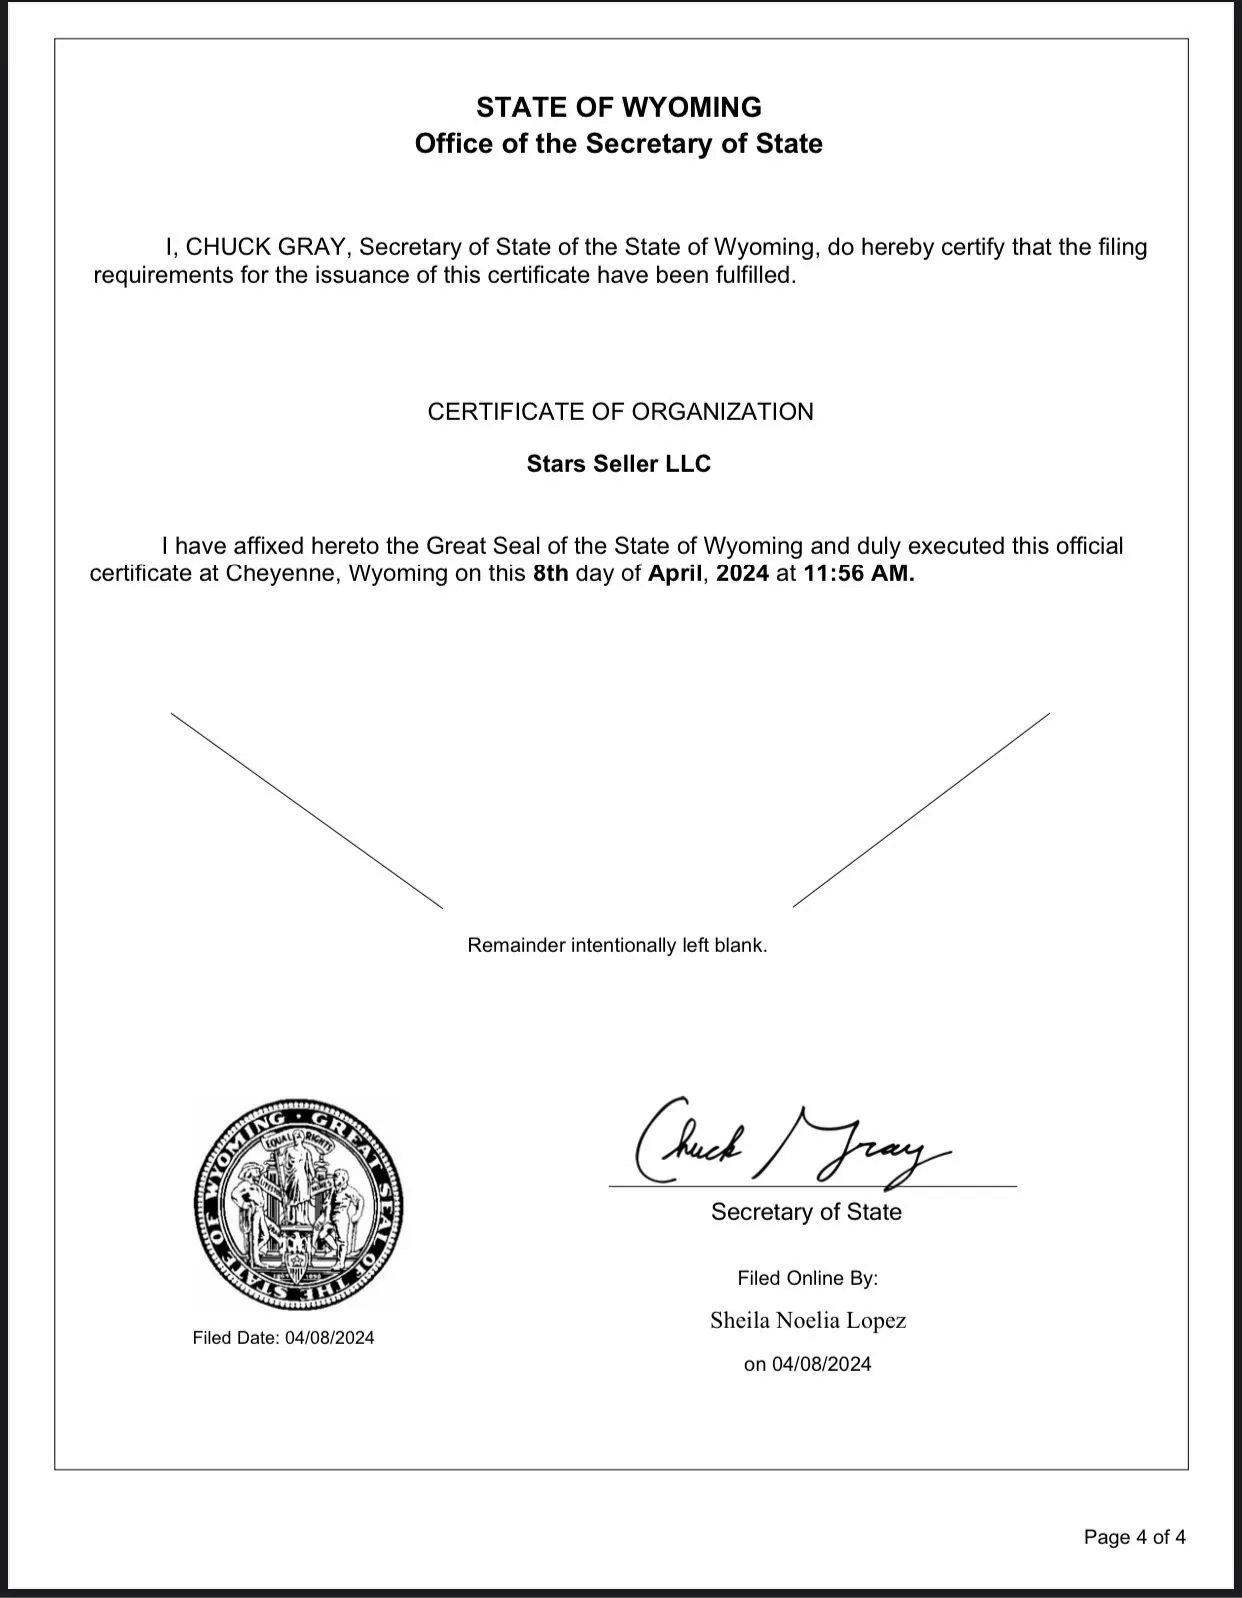 STATE OF WYOMING
Office of the Secretary of State
I, CHUCK GRAY, Secretary of State of the State of Wyoming, do hereby certify that the filing
requirements for the issuance of this certificate have been fulfilled.
CERTIFICATE OF ORGANIZATION
Stars Seller LLC
I have affixed hereto the Great Seal of the State of Wyoming and duly executed this official
certificate at Cheyenne, Wyoming on this 8th day of April, 2024 at 11:56 AM.
Remainder intentionally left blank.
GREAT SEAL OF THE STATE OF WYOMING
EQUAL RIGHTS
Chuck Gray
Secretary of State
Filed Online By:
Sheila Noelia Lopez
on 04/08/2024
Filed Date: 04/08/2024
Page 4 of 4